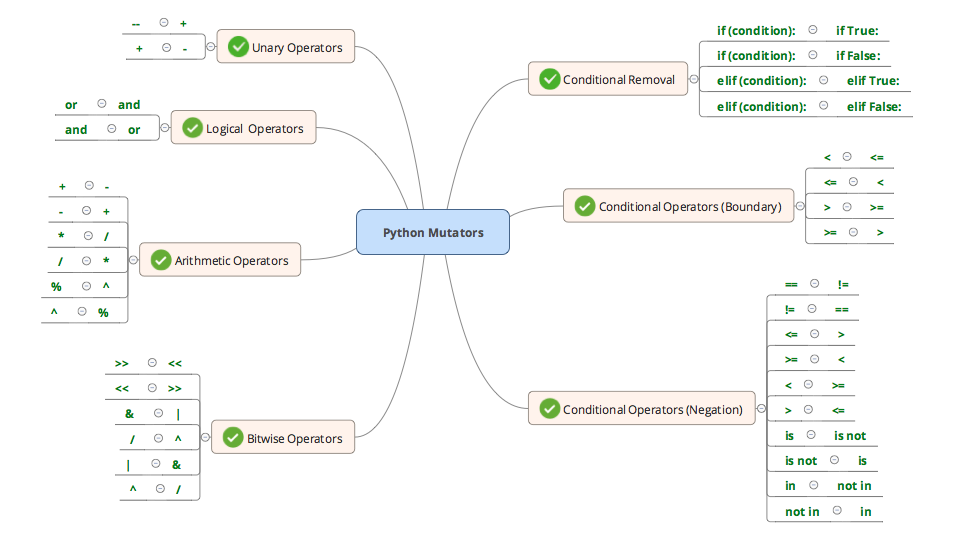 Python Mutators
Unary Operators
-- +
+ -
Logical Operators
or and
and or
Arithmetic Operators
+ -
- +
* /
/ *
% ^
^ %
Bitwise Operators
>> <<
<< >>
& |
/ ^
| &
^ /
Conditional Removal
if (condition): if True:
if (condition): if False:
elif (condition): elif True:
elif (condition): elif False:
Conditional Operators (Boundary)
< <=
<= <
> >=
>= >
Conditional Operators (Negation)
== !=
!= ==
<= >
>= <
< >=
> <=
is is not
is not is
in not in
not in in